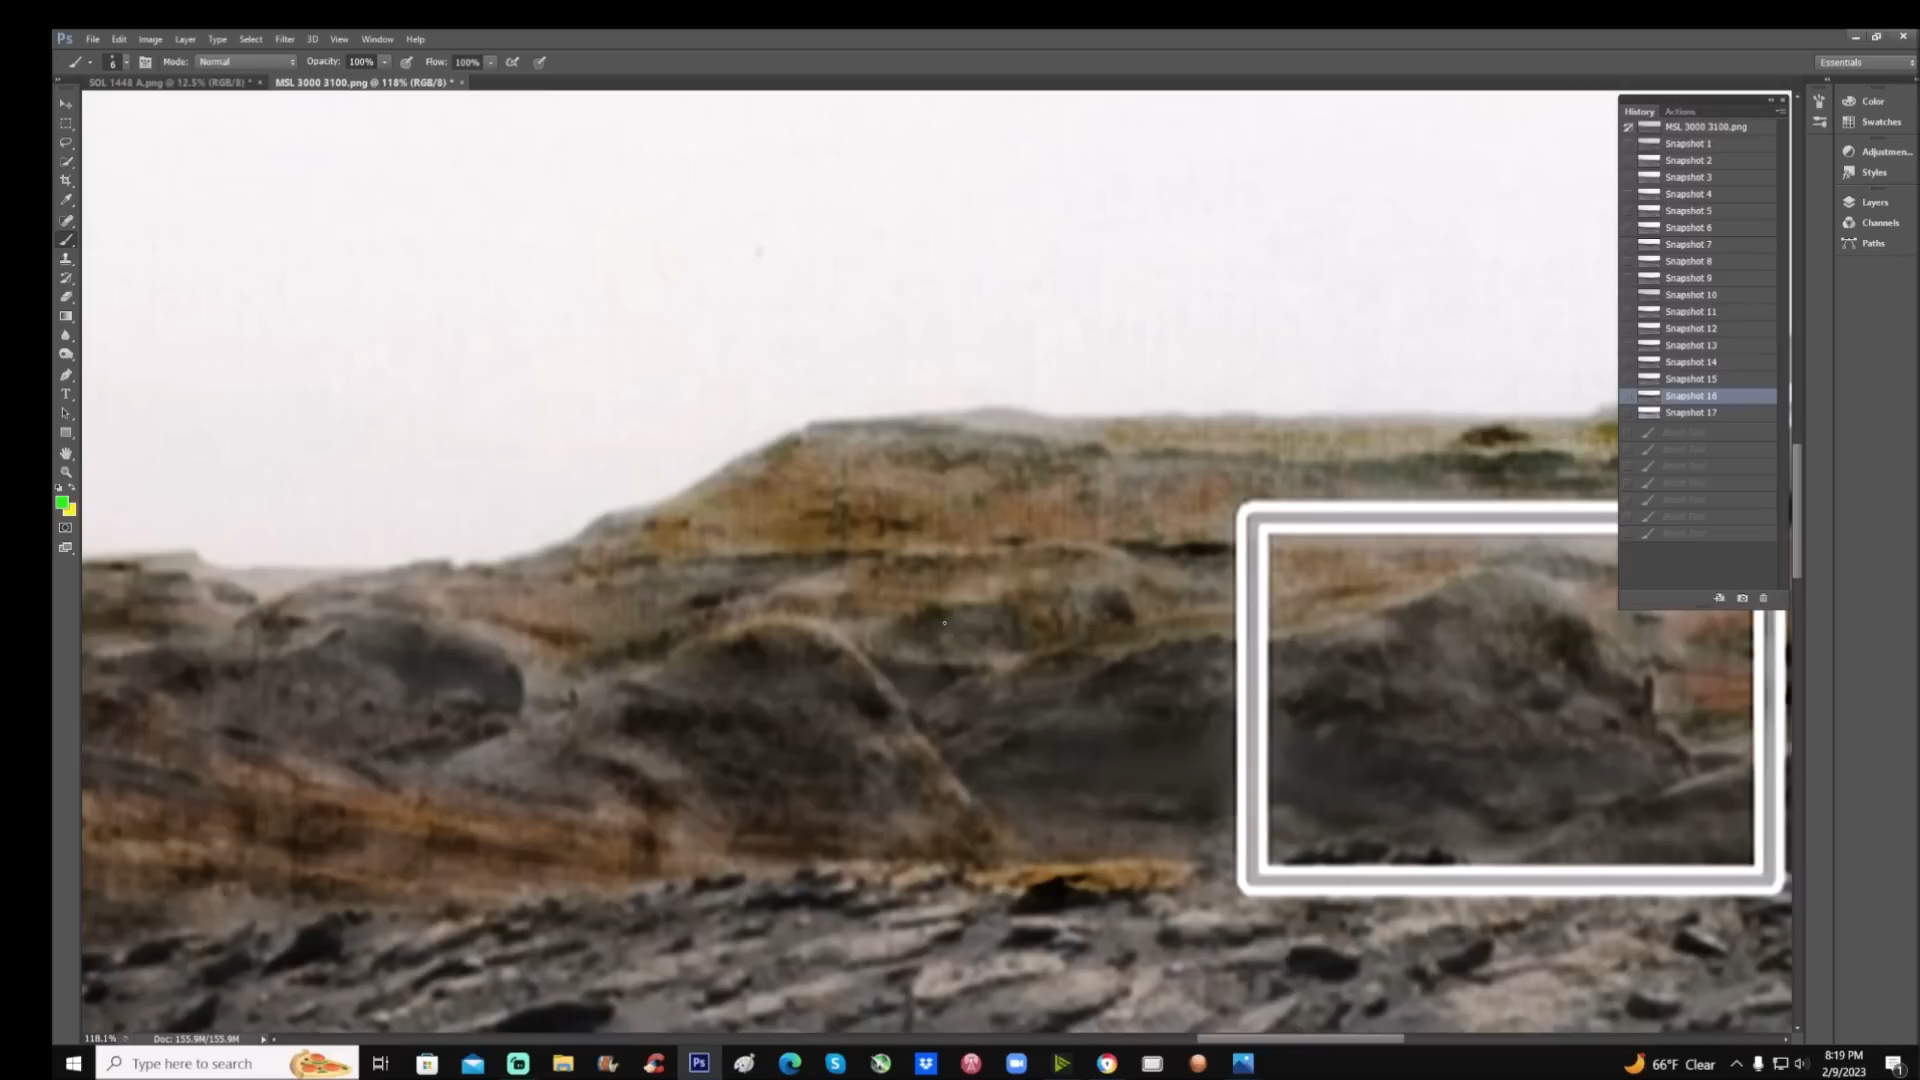 Ps File Edit Image Layer Type Select Filter 3D View Window Help
6 Mode: Normal Opacity: 100% Flow: 100% Essentials
SOL 1448 A.png @ 12.5% (RGB/8) * × MSL 3000 3100.png @ 118% (RGB/8) * ×
History Actions
MSL 3000 3100.png
Snapshot 1
Snapshot 2
Snapshot 3
Snapshot 4
Snapshot 5
Snapshot 6
Snapshot 7
Snapshot 8
Snapshot 9
Snapshot 10
Snapshot 11
Snapshot 12
Snapshot 13
Snapshot 14
Snapshot 15
Snapshot 16
Snapshot 17
Color
Swatches
Adjustmen...
Styles
Layers
Channels
Paths
118.1% Doc: 155.9M/155.9M
Type here to search
Ps
66°F Clear
8:19 PM
2/9/2023
1